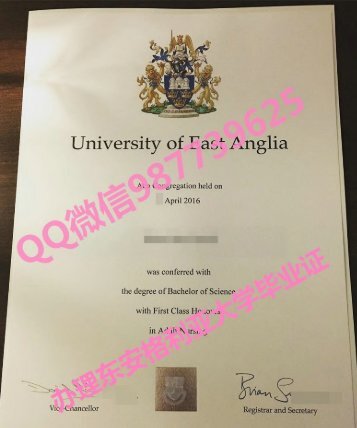 University of East Anglia
At a Congregation held on
April 2016
QQ微信987739625
was conferred with
the degree of Bachelor of Science
with First Class Honours
in Adult Nursing
办理东安格利亚大学毕业证
Vice-Chancellor
Registrar and Secretary